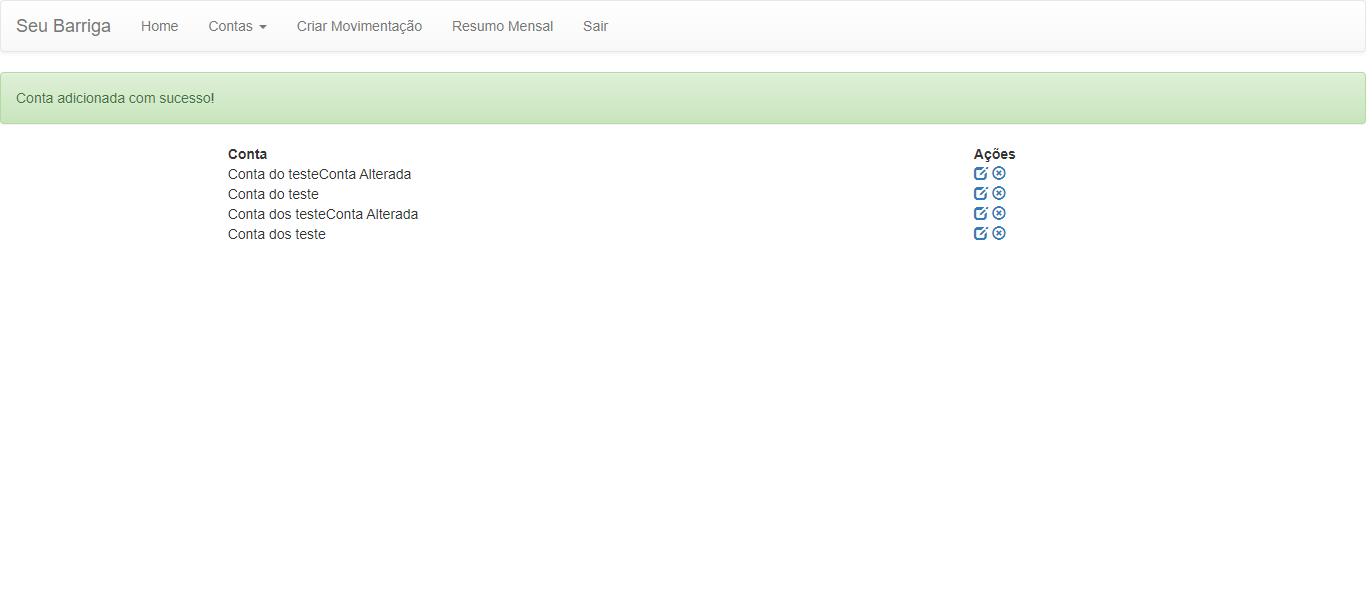 Seu Barriga Home Contas Criar Movimentação Resumo Mensal Sair
Conta adicionada com sucesso!
Conta Ações
Conta do testeConta Alterada
Conta do teste
Conta dos testeConta Alterada
Conta dos teste